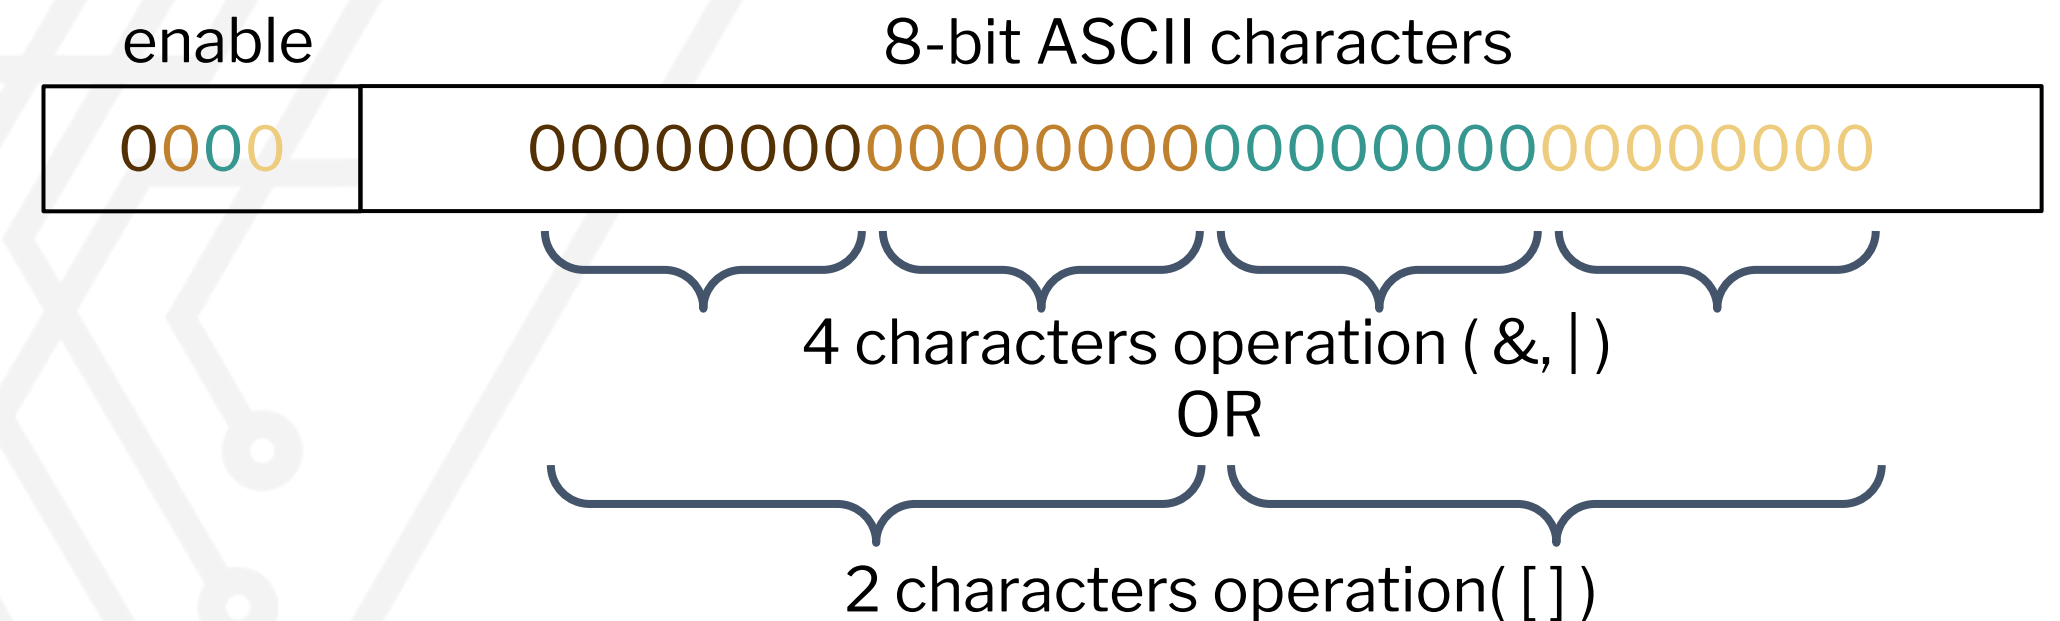 enable 8-bit ASCII characters
0000 00000000000000000000000000000000
4 characters operation ( &, | )
OR
2 characters operation( [ ] )